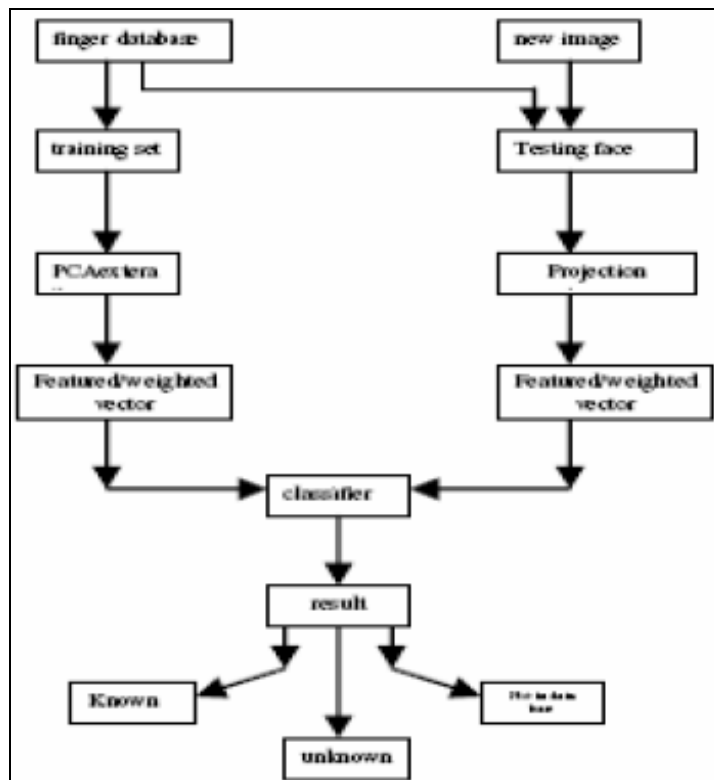 finger database
new image
training set
Testing face
PCAextera
Projection
Featured/weighted
vector
Featured/weighted
vector
classifier
result
Known
unknown